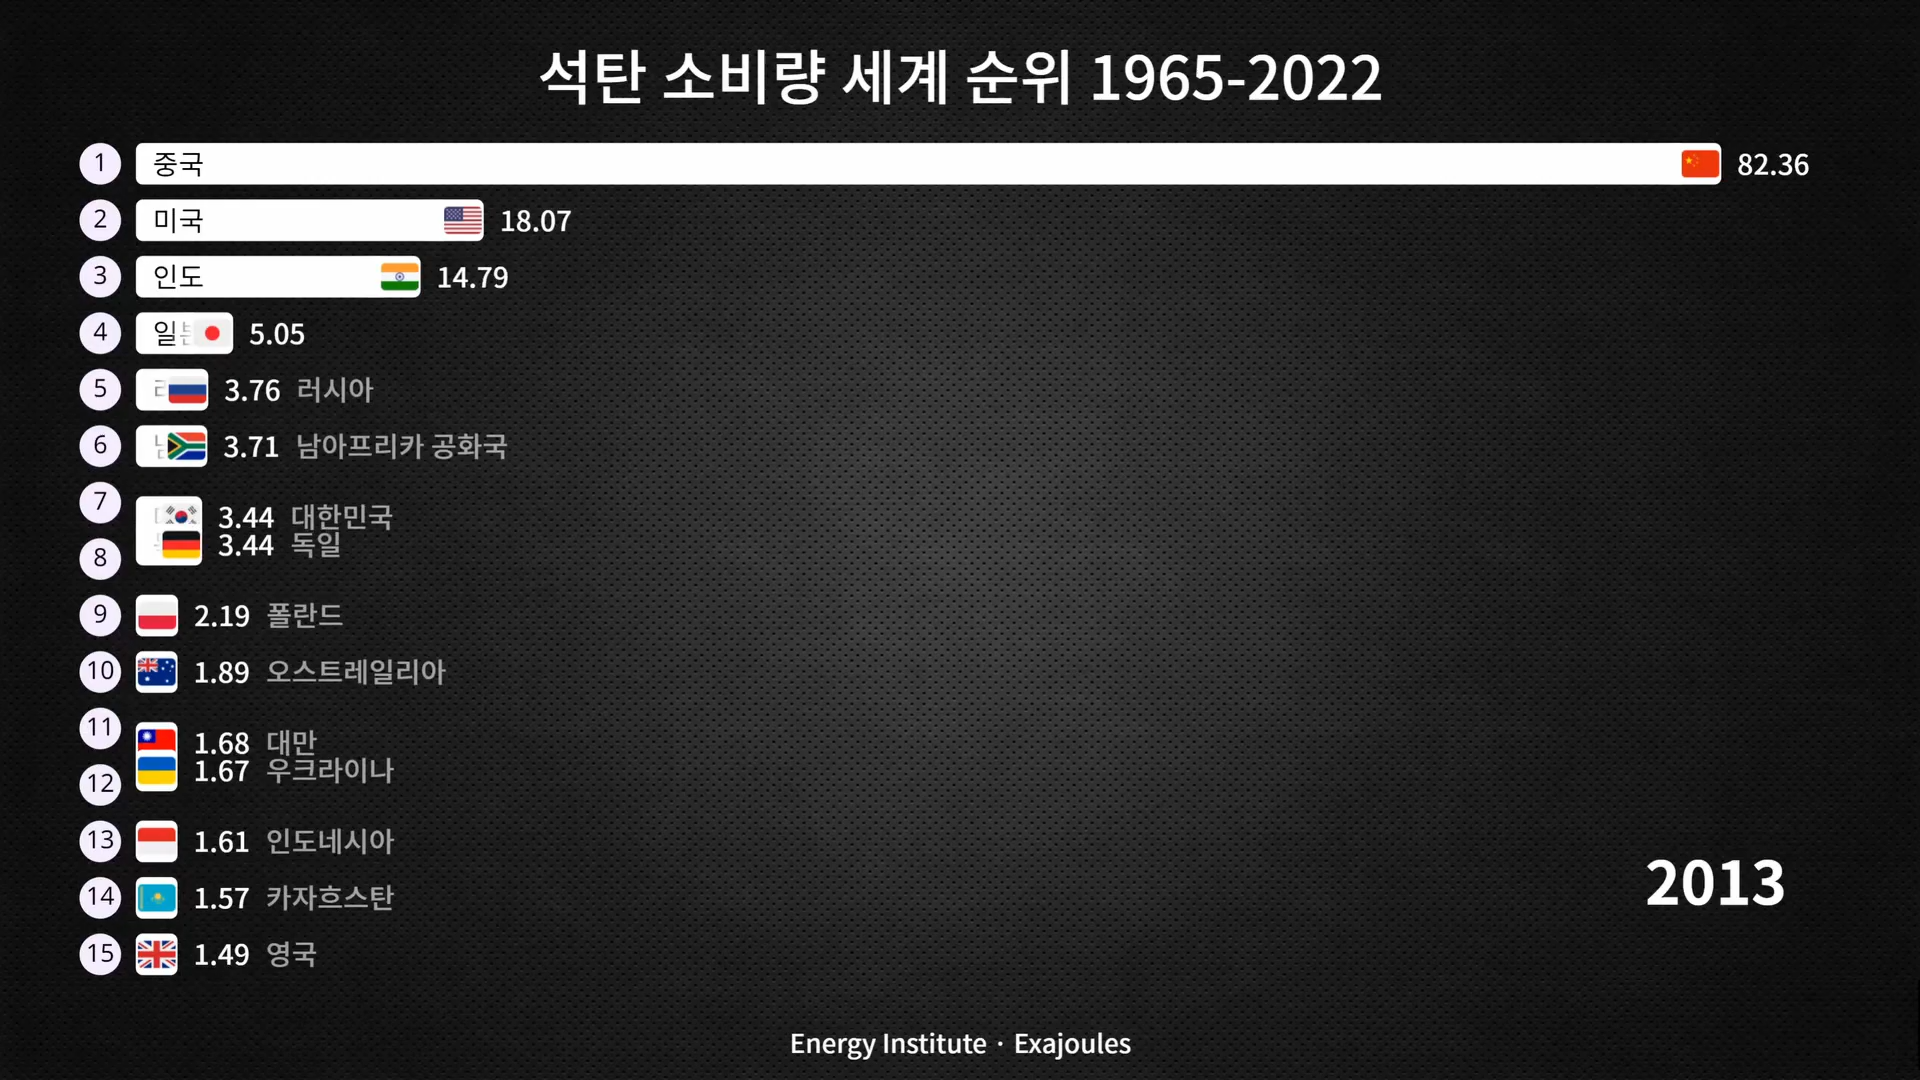 석탄 소비량 세계 순위 1965-2022
1 중국 82.36
2 미국 18.07
3 인도 14.79
4 일본 5.05
5 3.76 러시아
6 3.71 남아프리카 공화국
7 3.44 대한민국
8 3.44 독일
9 2.19 폴란드
10 1.89 오스트레일리아
11 1.68 대만
12 1.67 우크라이나
13 1.61 인도네시아
14 1.57 카자흐스탄
15 1.49 영국
2013
Energy Institute · Exajoules